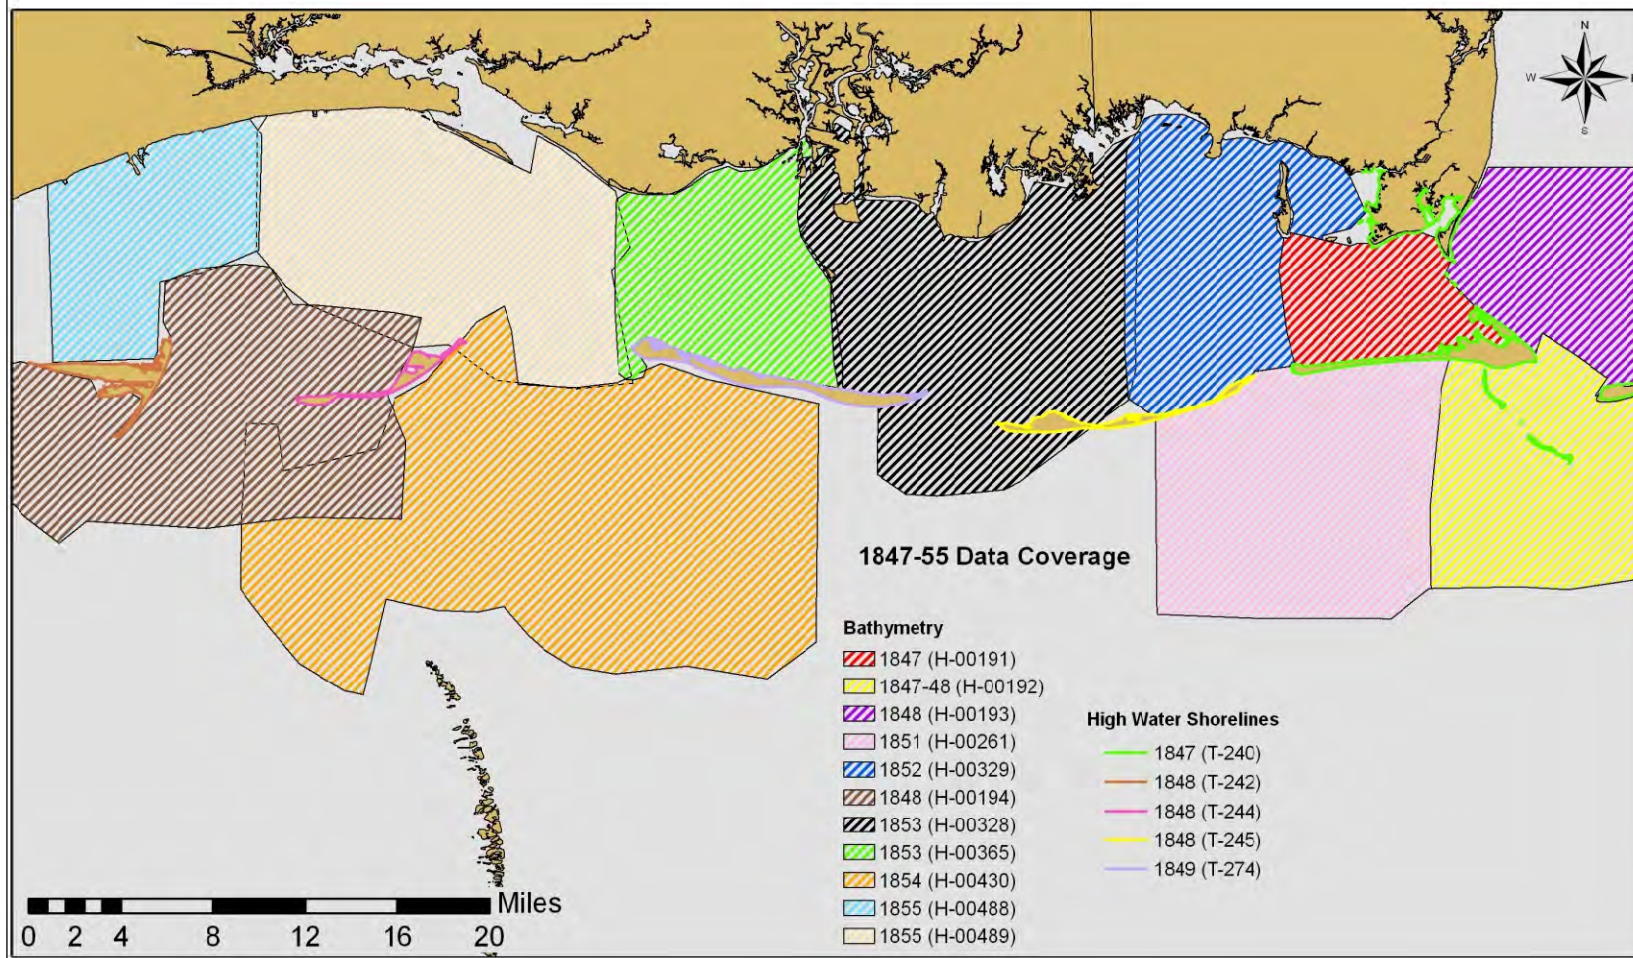 N
W
S
1847-55 Data Coverage
Bathymetry
1847 (H-00191)
1847-48 (H-00192)
1848 (H-00193)
1851 (H-00261)
1852 (H-00329)
1848 (H-00194)
1853 (H-00328)
1853 (H-00365)
1854 (H-00430)
1855 (H-00488)
1855 (H-00489)
High Water Shorelines
1847 (T-240)
1848 (T-242)
1848 (T-244)
1848 (T-245)
1849 (T-274)
Miles
0 2 4 8 12 16 20